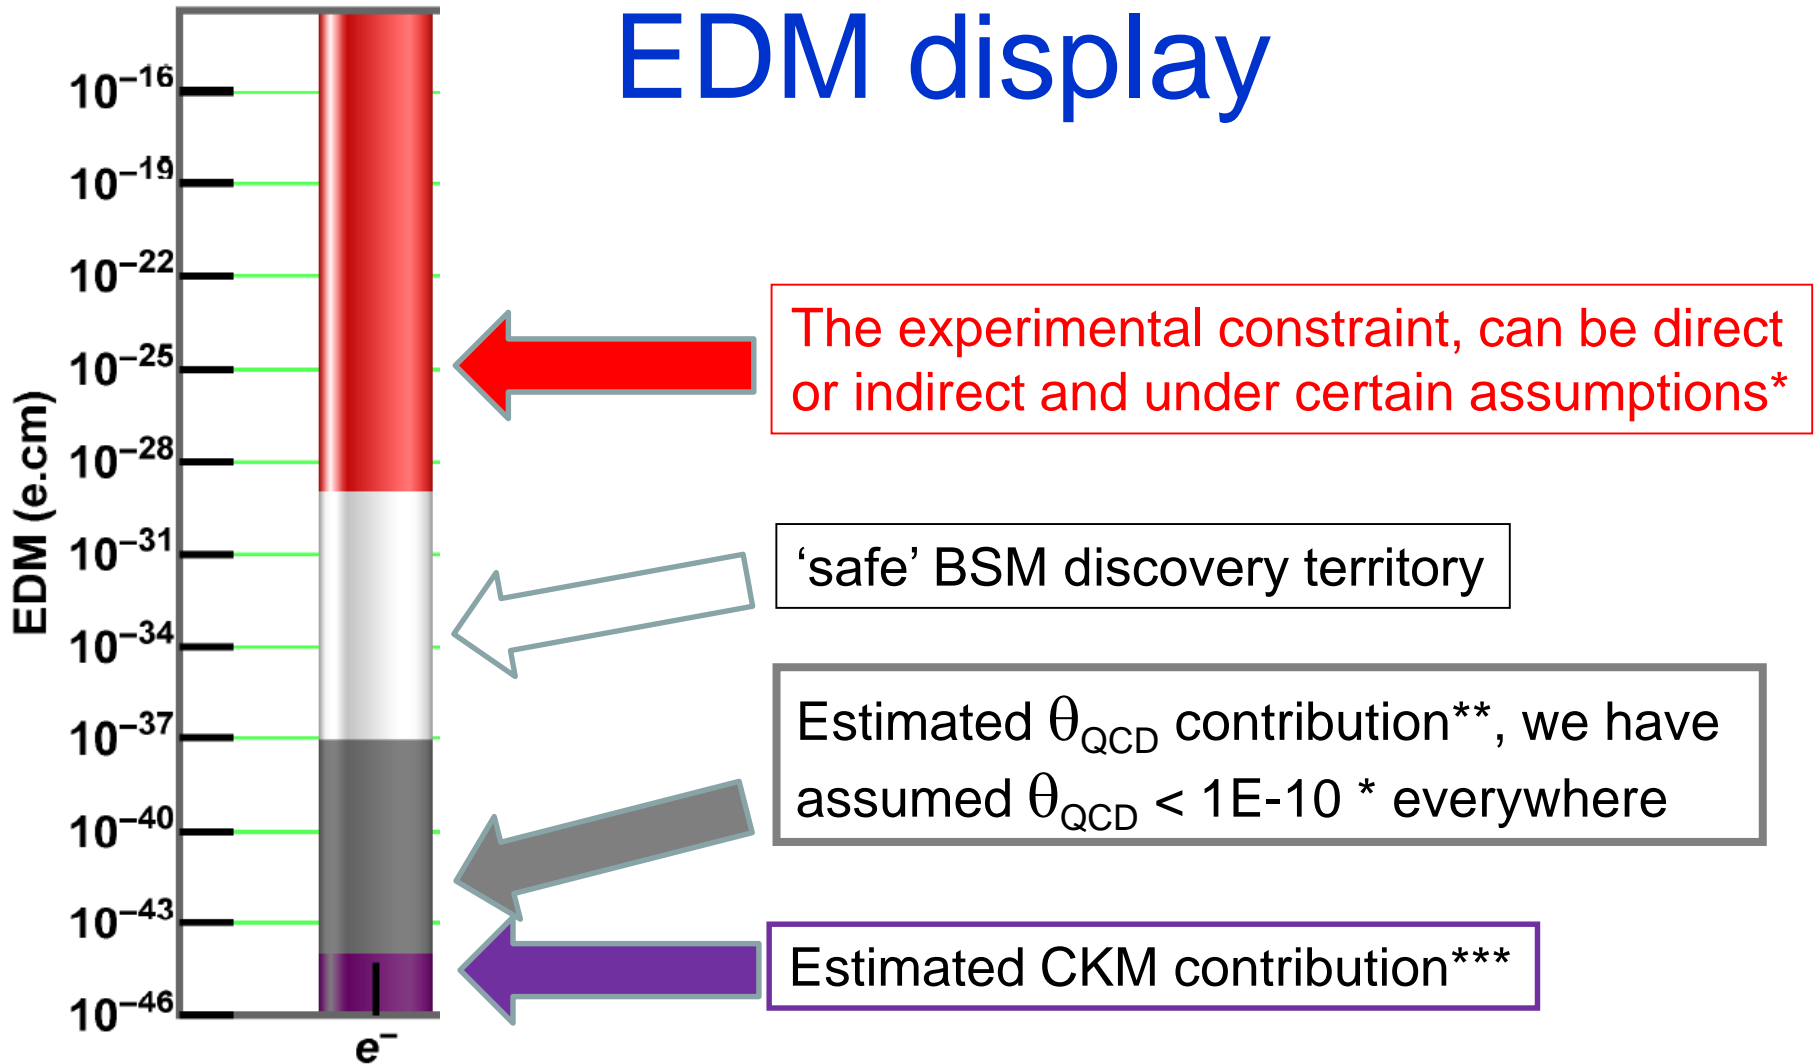 EDM display
10⁻¹⁶
10⁻¹⁹
10⁻²²
10⁻²⁵
10⁻²⁸
10⁻³¹
10⁻³⁴
10⁻³⁷
10⁻⁴⁰
10⁻⁴³
10⁻⁴⁶
EDM (e.cm)
e⁻
The experimental constraint, can be direct
or indirect and under certain assumptions*
‘safe’ BSM discovery territory
Estimated θQCD contribution**, we have
assumed θQCD < 1E-10 * everywhere
Estimated CKM contribution***